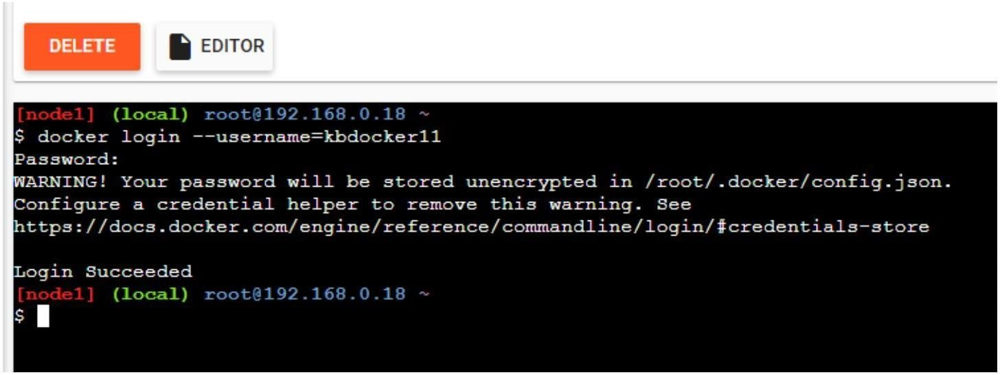 DELETE
EDITOR
[node1] (local) root@192.168.0.18 ~
$ docker login --username=kbdocker11
Password:
WARNING! Your password will be stored unencrypted in /root/.docker/config.json.
Configure a credential helper to remove this warning. See
https://docs.docker.com/engine/reference/commandline/login/#credentials-store
Login Succeeded
[node1] (local) root@192.168.0.18 ~
$